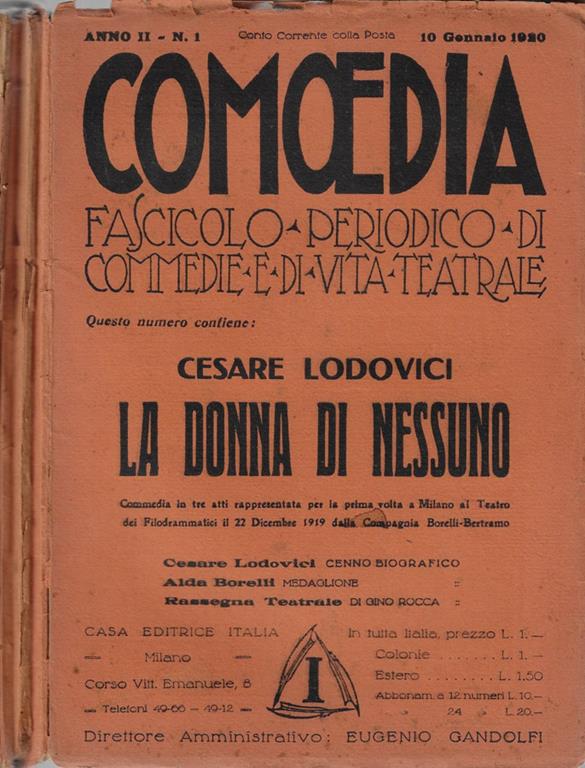 ANNO II - N. 1 Conto Corrente colla Posta 10 Gennaio 1920
COMŒDIA
FASCICOLO PERIODICO DI
COMMEDIE E DI VITA TEATRALE
Questo numero contiene:
CESARE LODOVICI
LA DONNA DI NESSUNO
Commedia in tre atti rappresentata per la prima volta a Milano al Teatro
dei Filodrammatici il 22 Dicembre 1919 dalla Compagnia Borelli-Bertramo
Cesare Lodovici CENNO BIOGRAFICO
Alda Borelli MEDAGLIONE ::
Rassegna Teatrale DI GINO ROCCA ::
CASA EDITRICE ITALIA
— Milano —
Corso Vitt. Emanuele, 8
— Telefoni 49-66 - 49-12 —
I
In tutta Italia, prezzo L. 1.—
Colonie ........ L. 1.—
Estero ........ L. 1.50
Abbonam. a 12 numeri L. 10.—
» 24 » L. 20.—
Direttore Amministrativo: EUGENIO GANDOLFI